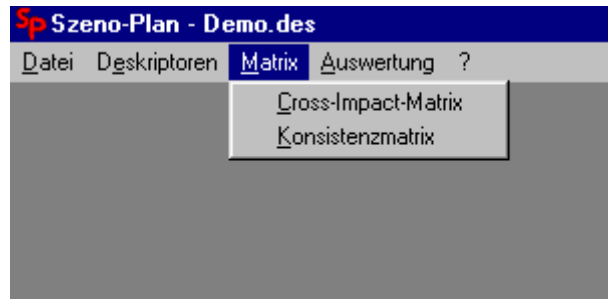 Sp Szeno-Plan - Demo.des
Datei Deskriptoren Matrix Auswertung ?
Cross-Impact-Matrix
Konsistenzmatrix